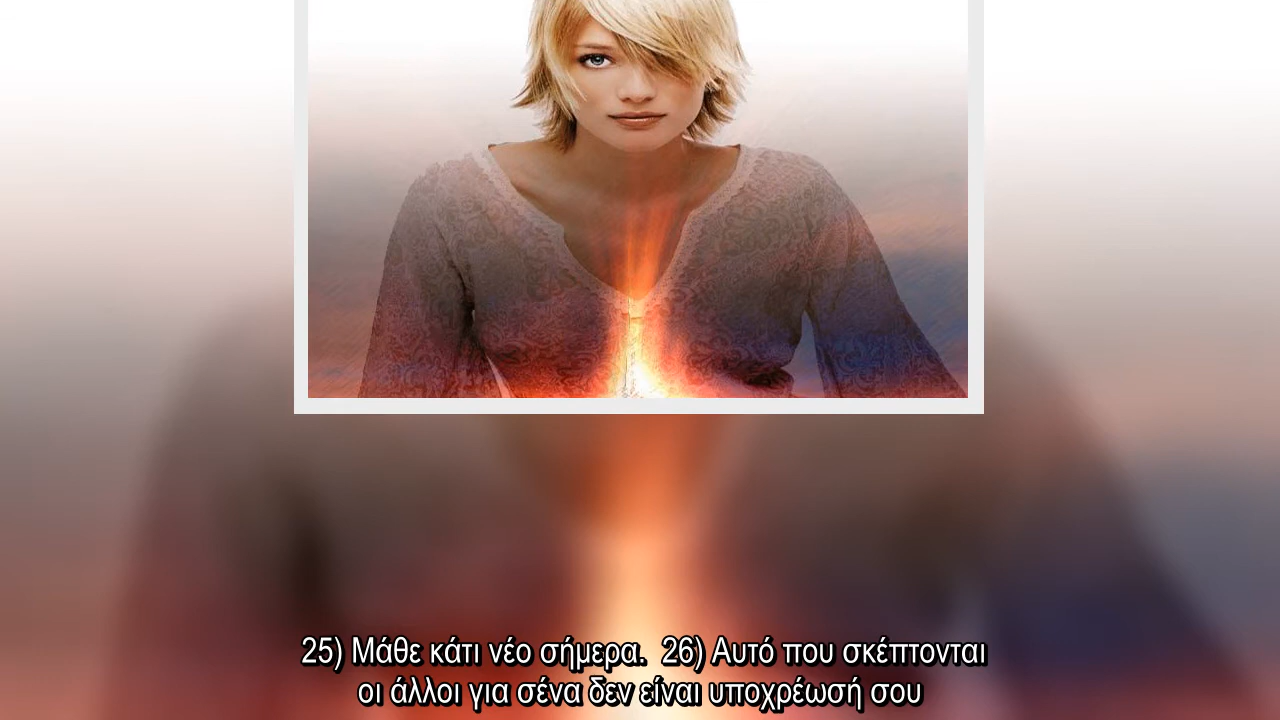 25) Μάθε κάτι νέο σήμερα.  26) Αυτό που σκέπτονται
οι άλλοι για σένα δεν είναι υποχρέωσή σου